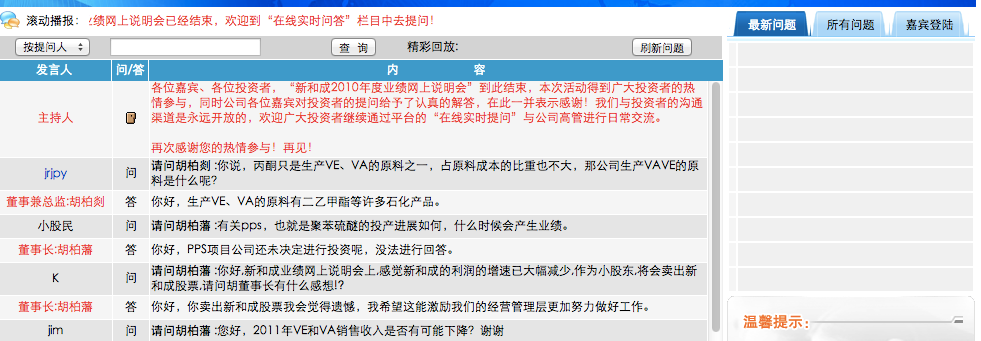 滚动播报：业绩网上说明会已经结束，欢迎到“在线实时问答”栏目中去提问！
最新问题 所有问题 嘉宾登陆
按提问人 查 询 精彩回放: 刷新问题
发言人 问/答 内 容
各位嘉宾、各位投资者，“新和成2010年度业绩网上说明会”到此结束，本次活动得到广大投资者的热
情参与，同时公司各位嘉宾对投资者的提问给予了认真的解答，在此一并表示感谢！我们与投资者的沟通
主持人 渠道是永远开放的，欢迎广大投资者继续通过平台的“在线实时提问”与公司高管进行日常交流。
再次感谢您的热情参与！再见！
jrjpy 问 请问胡柏剡 :你说，丙酮只是生产VE、VA的原料之一，占原料成本的比重也不大，那公司生产VAVE的原
料是什么呢?
董事兼总监:胡柏剡 答 你好，生产VE、VA的原料有二乙甲酯等许多石化产品。
小股民 问 请问胡柏藩 :有关pps，也就是聚苯硫醚的投产进展如何，什么时候会产生业绩。
董事长:胡柏藩 答 你好，PPS项目公司还未决定进行投资呢，没法进行回答。
K 问 请问胡柏藩 :你好,新和成业绩网上说明会上,感觉新和成的利润的增速已大幅减少,作为小股东,将会卖出新
和成股票,请问胡董事长有什么感想!?
董事长:胡柏藩 答 你好，你卖出新和成股票我会觉得遗憾，我希望这能激励我们的经营管理层更加努力做好工作。
jim 问 请问胡柏藩 :您好，2011年VE和VA销售收入是否有可能下降？谢谢
温馨提示：